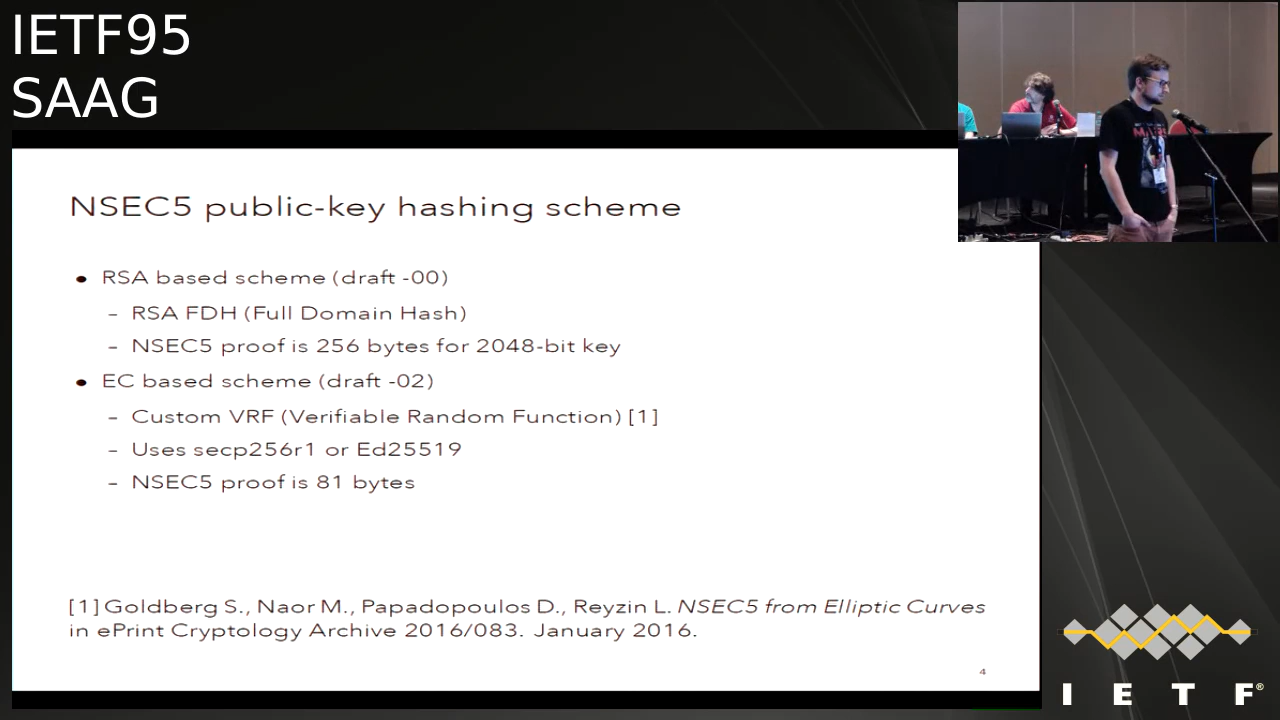 IETF95
SAAG
NSEC5 public-key hashing scheme
• RSA based scheme (draft -00)
– RSA FDH (Full Domain Hash)
– NSEC5 proof is 256 bytes for 2048-bit key
• EC based scheme (draft -02)
– Custom VRF (Verifiable Random Function) [1]
– Uses secp256r1 or Ed25519
– NSEC5 proof is 81 bytes
[1] Goldberg S., Naor M., Papadopoulos D., Reyzin L. NSEC5 from Elliptic Curves
in ePrint Cryptology Archive 2016/083. January 2016.
4
I E T F®